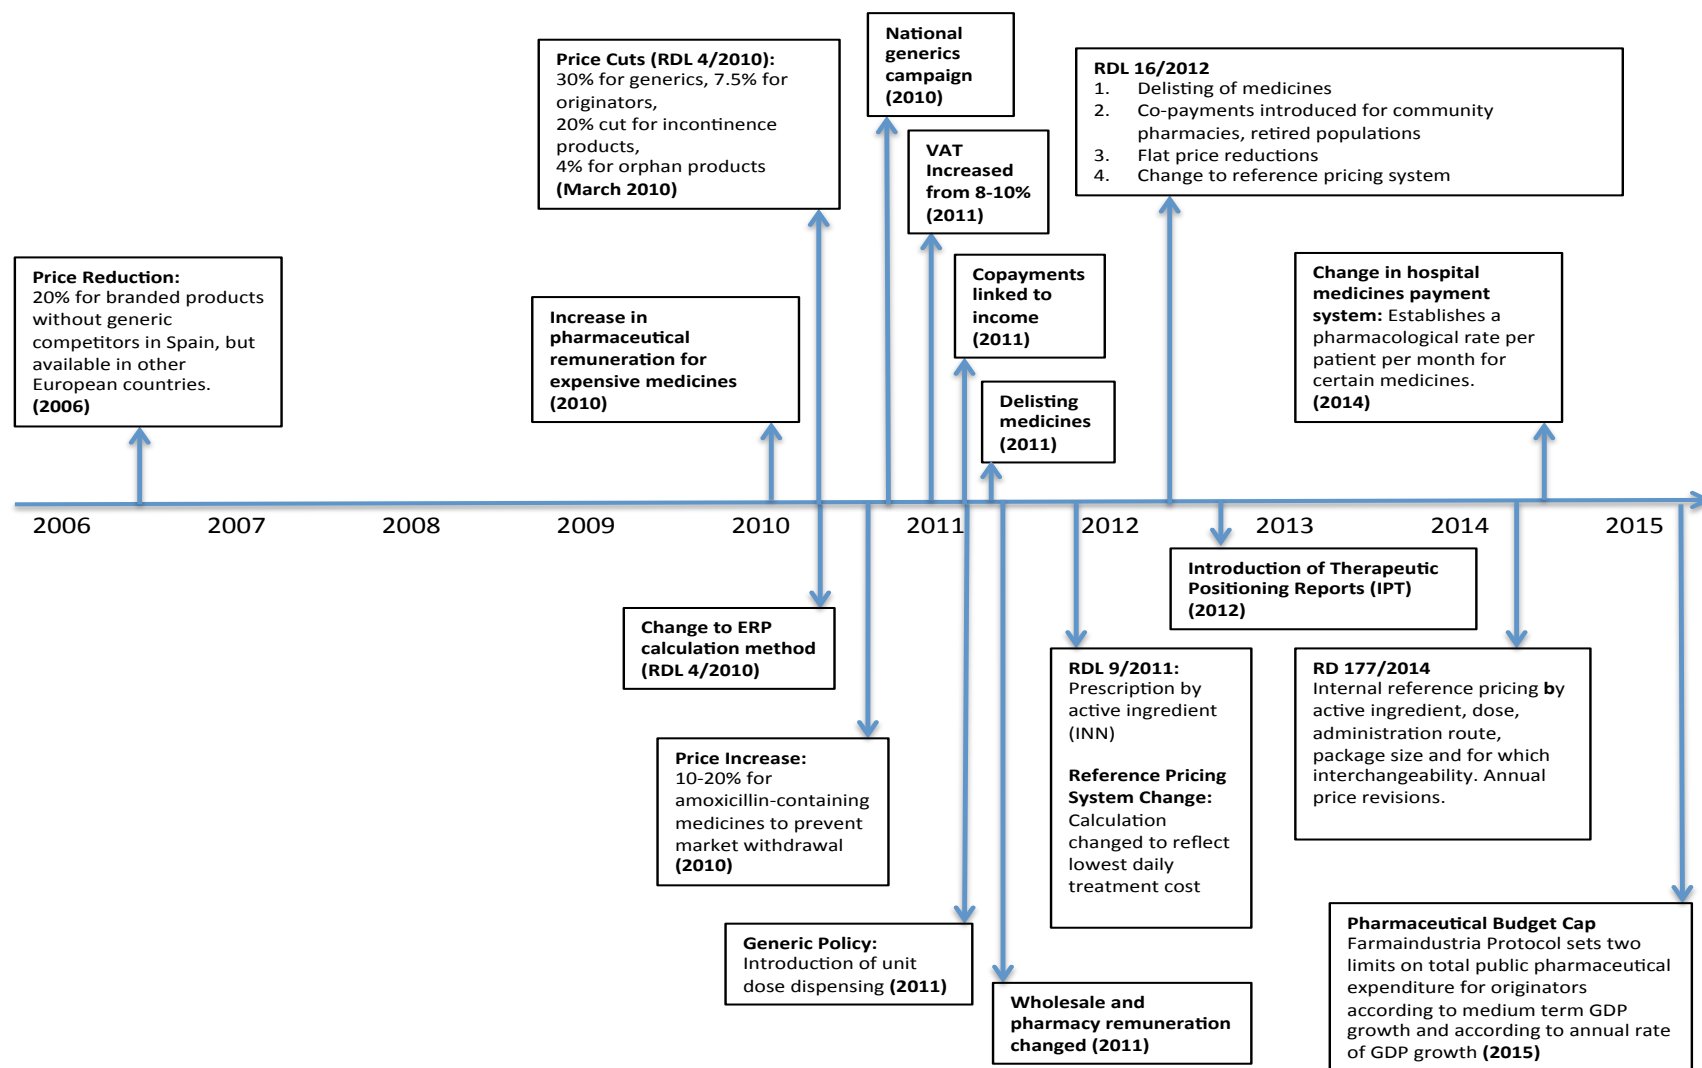 Price Reduction:
20% for branded products
without generic
competitors in Spain, but
available in other
European countries.
(2006)
Price Cuts (RDL 4/2010):
30% for generics, 7.5% for
originators,
20% cut for incontinence
products,
4% for orphan products
(March 2010)
Increase in
pharmaceutical
remuneration for
expensive medicines
(2010)
National
generics
campaign
(2010)
VAT
Increased
from 8-10%
(2011)
Copayments
linked to
income
(2011)
Delisting
medicines
(2011)
RDL 16/2012
1. Delisting of medicines
2. Co-payments introduced for community
pharmacies, retired populations
3. Flat price reductions
4. Change to reference pricing system
Change in hospital
medicines payment
system: Establishes a
pharmacological rate per
patient per month for
certain medicines.
(2014)
2006 2007 2008 2009 2010 2011 2012 2013 2014 2015
Change to ERP
calculation method
(RDL 4/2010)
Price Increase:
10-20% for
amoxicillin-containing
medicines to prevent
market withdrawal
(2010)
Generic Policy:
Introduction of unit
dose dispensing (2011)
Wholesale and
pharmacy remuneration
changed (2011)
RDL 9/2011:
Prescription by
active ingredient
(INN)
Reference Pricing
System Change:
Calculation
changed to reflect
lowest daily
treatment cost
Introduction of Therapeutic
Positioning Reports (IPT)
(2012)
RD 177/2014
Internal reference pricing by
active ingredient, dose,
administration route,
package size and for which
interchangeability. Annual
price revisions.
Pharmaceutical Budget Cap
Farmaindustria Protocol sets two
limits on total public pharmaceutical
expenditure for originators
according to medium term GDP
growth and according to annual rate
of GDP growth (2015)